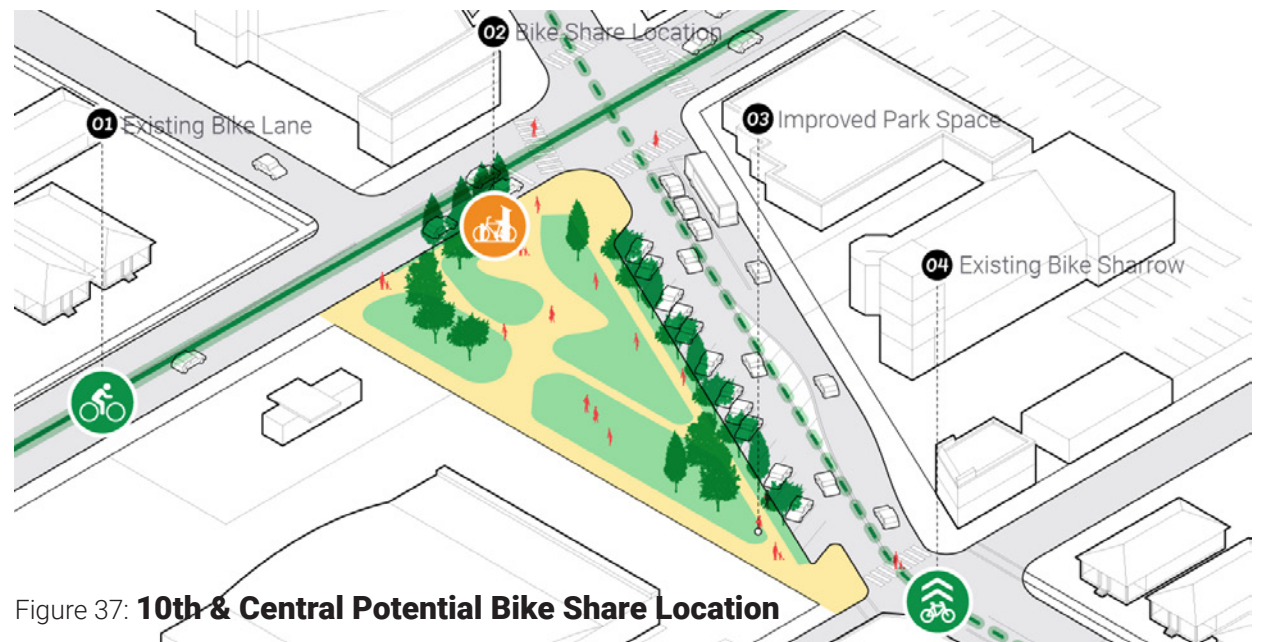 02 Bike Share Location
01 Existing Bike Lane
03 Improved Park Space
04 Existing Bike Sharrow
Figure 37: 10th & Central Potential Bike Share Location